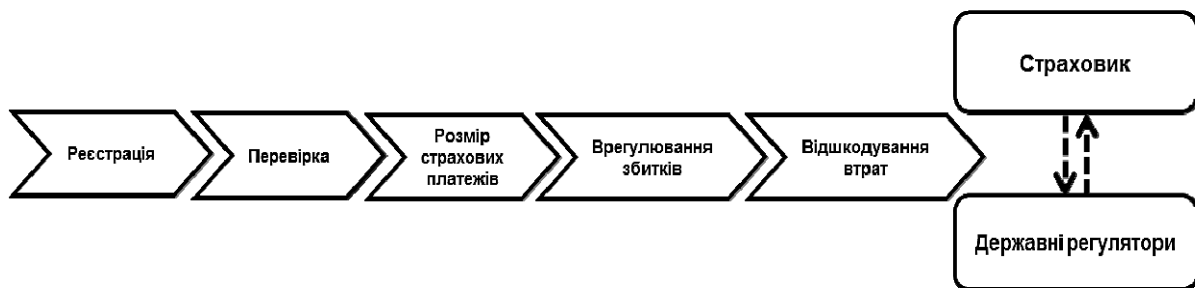 Реєстрація
Перевірка
Розмір
страхових
платежів
Врегулювання
збитків
Відшкодування
втрат
Страховик
Державні регулятори